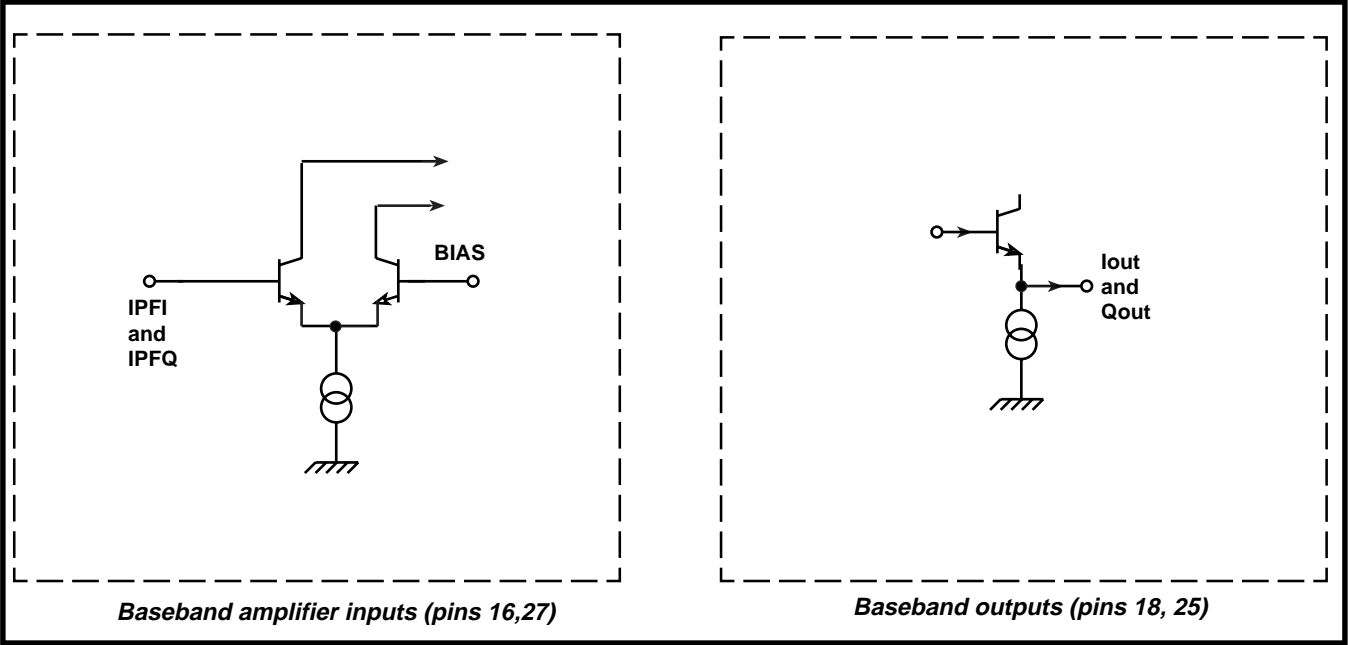 BIAS
IPFI
and
IPFQ
Baseband amplifier inputs (pins 16,27)
Iout
and
Qout
Baseband outputs (pins 18, 25)